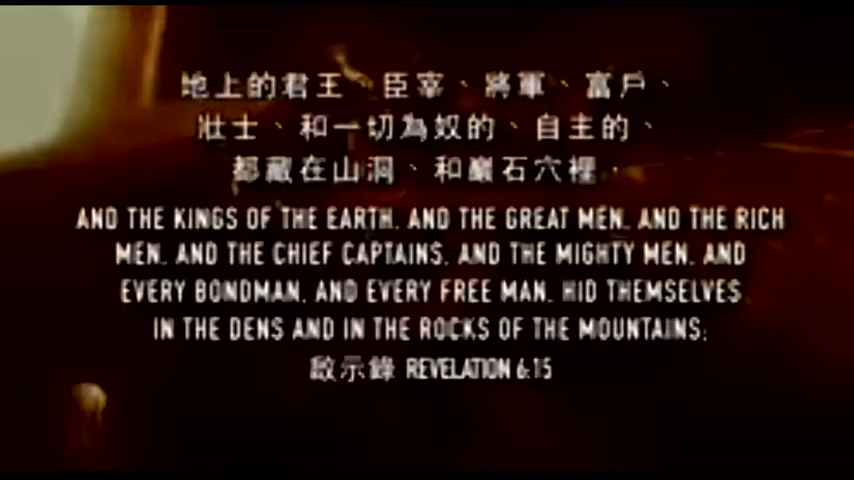 地上的君王、臣宰、將軍、富戶、
壯士、和一切為奴的、自主的、
都藏在山洞、和巖石穴裡．
AND THE KINGS OF THE EARTH, AND THE GREAT MEN, AND THE RICH
MEN, AND THE CHIEF CAPTAINS, AND THE MIGHTY MEN, AND
EVERY BONDMAN, AND EVERY FREE MAN, HID THEMSELVES
IN THE DENS AND IN THE ROCKS OF THE MOUNTAINS;
啟示錄 REVELATION 6:15